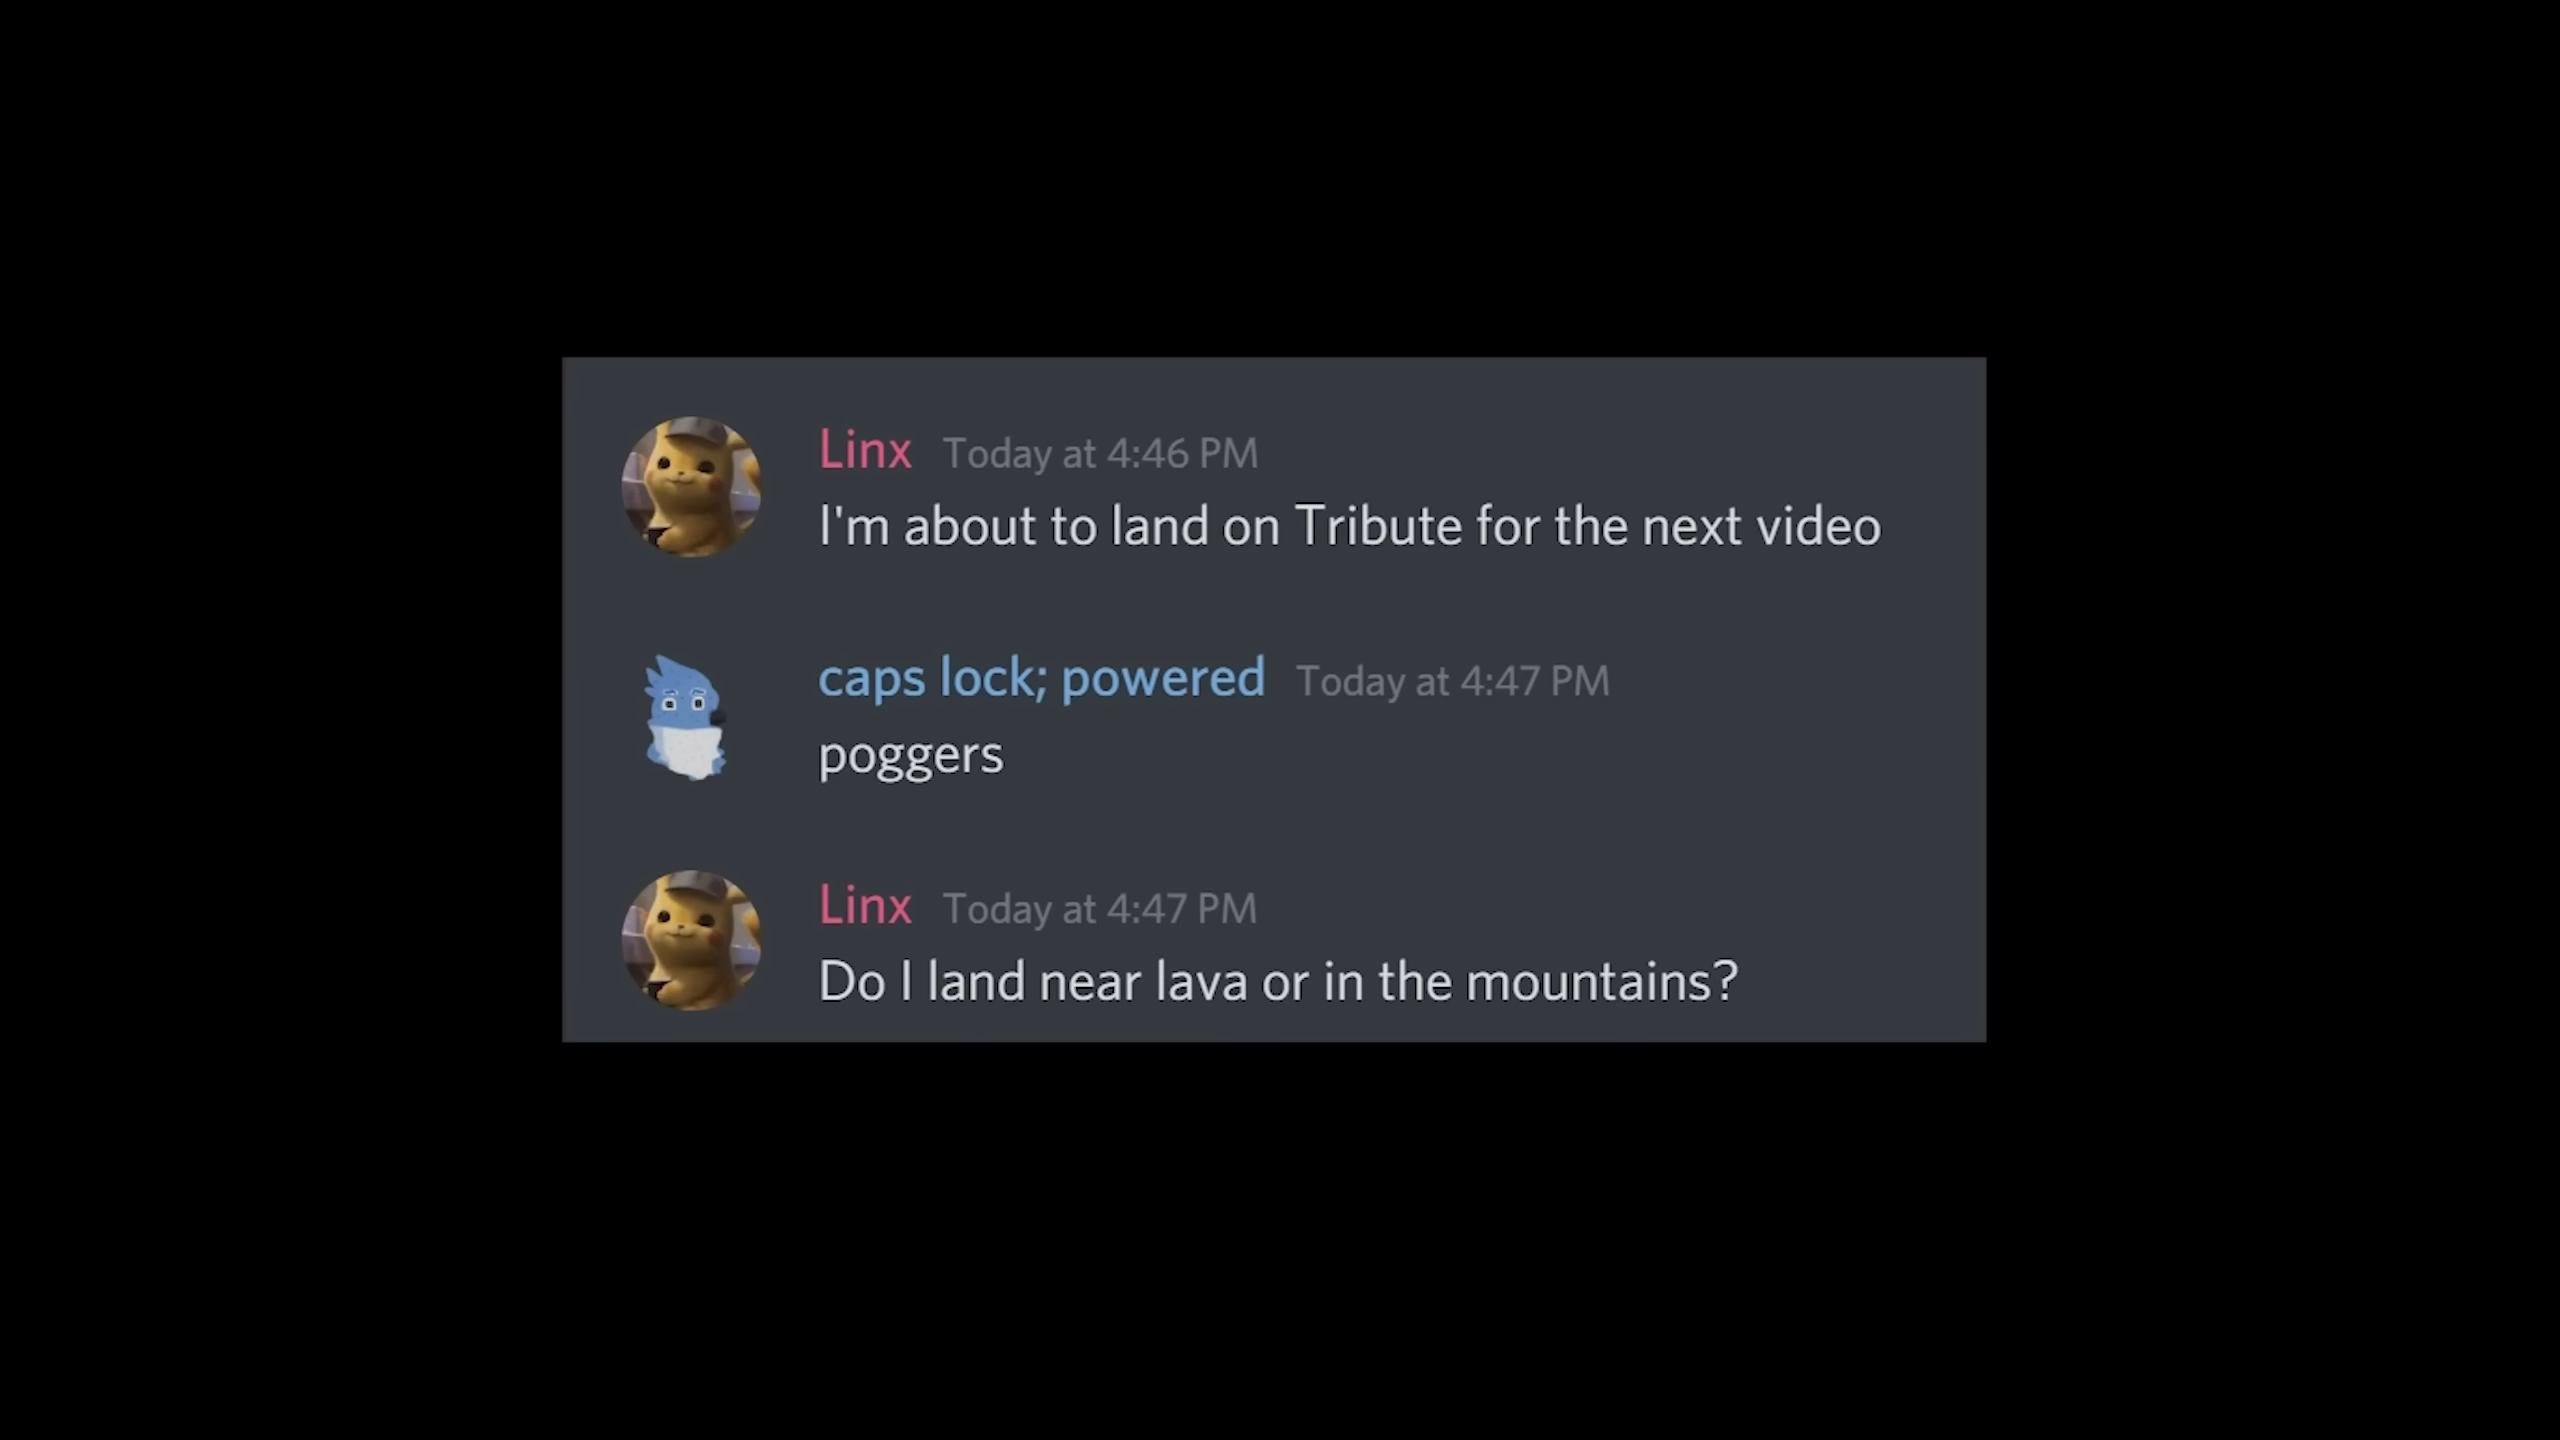 Linx Today at 4:46 PM
I'm about to land on Tribute for the next video
caps lock; powered Today at 4:47 PM
poggers
Linx Today at 4:47 PM
Do I land near lava or in the mountains?